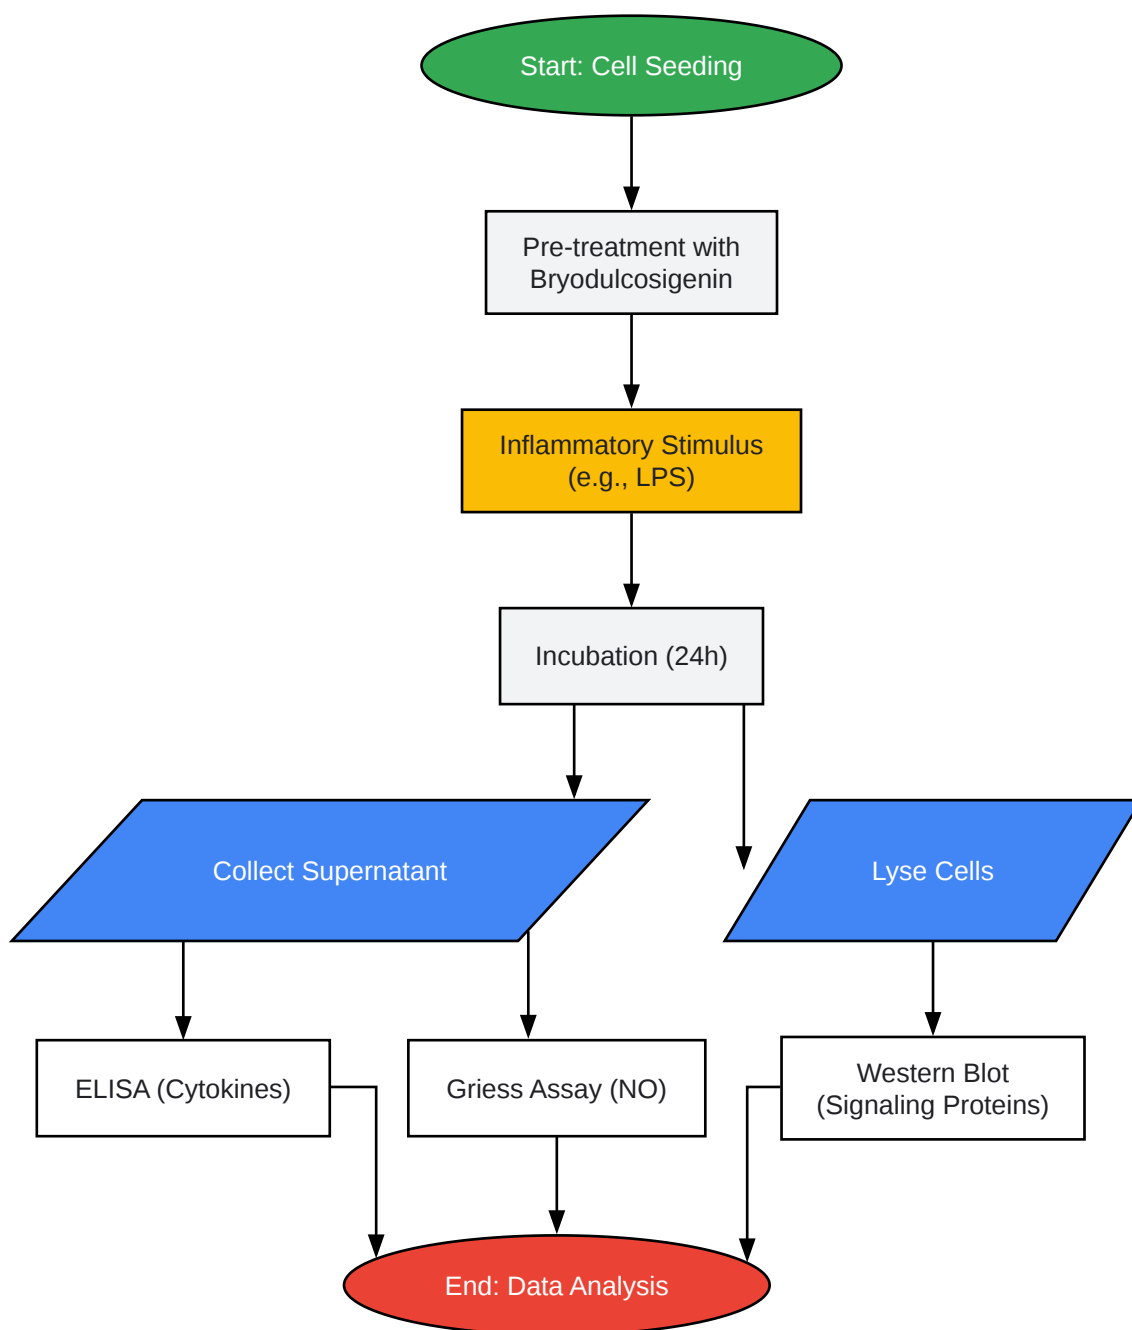 Start: Cell Seeding
Pre-treatment with
Bryodulcosigenin
Inflammatory Stimulus
(e.g., LPS)
Incubation (24h)
Collect Supernatant
Lyse Cells
ELISA (Cytokines)
Griess Assay (NO)
Western Blot
(Signaling Proteins)
End: Data Analysis